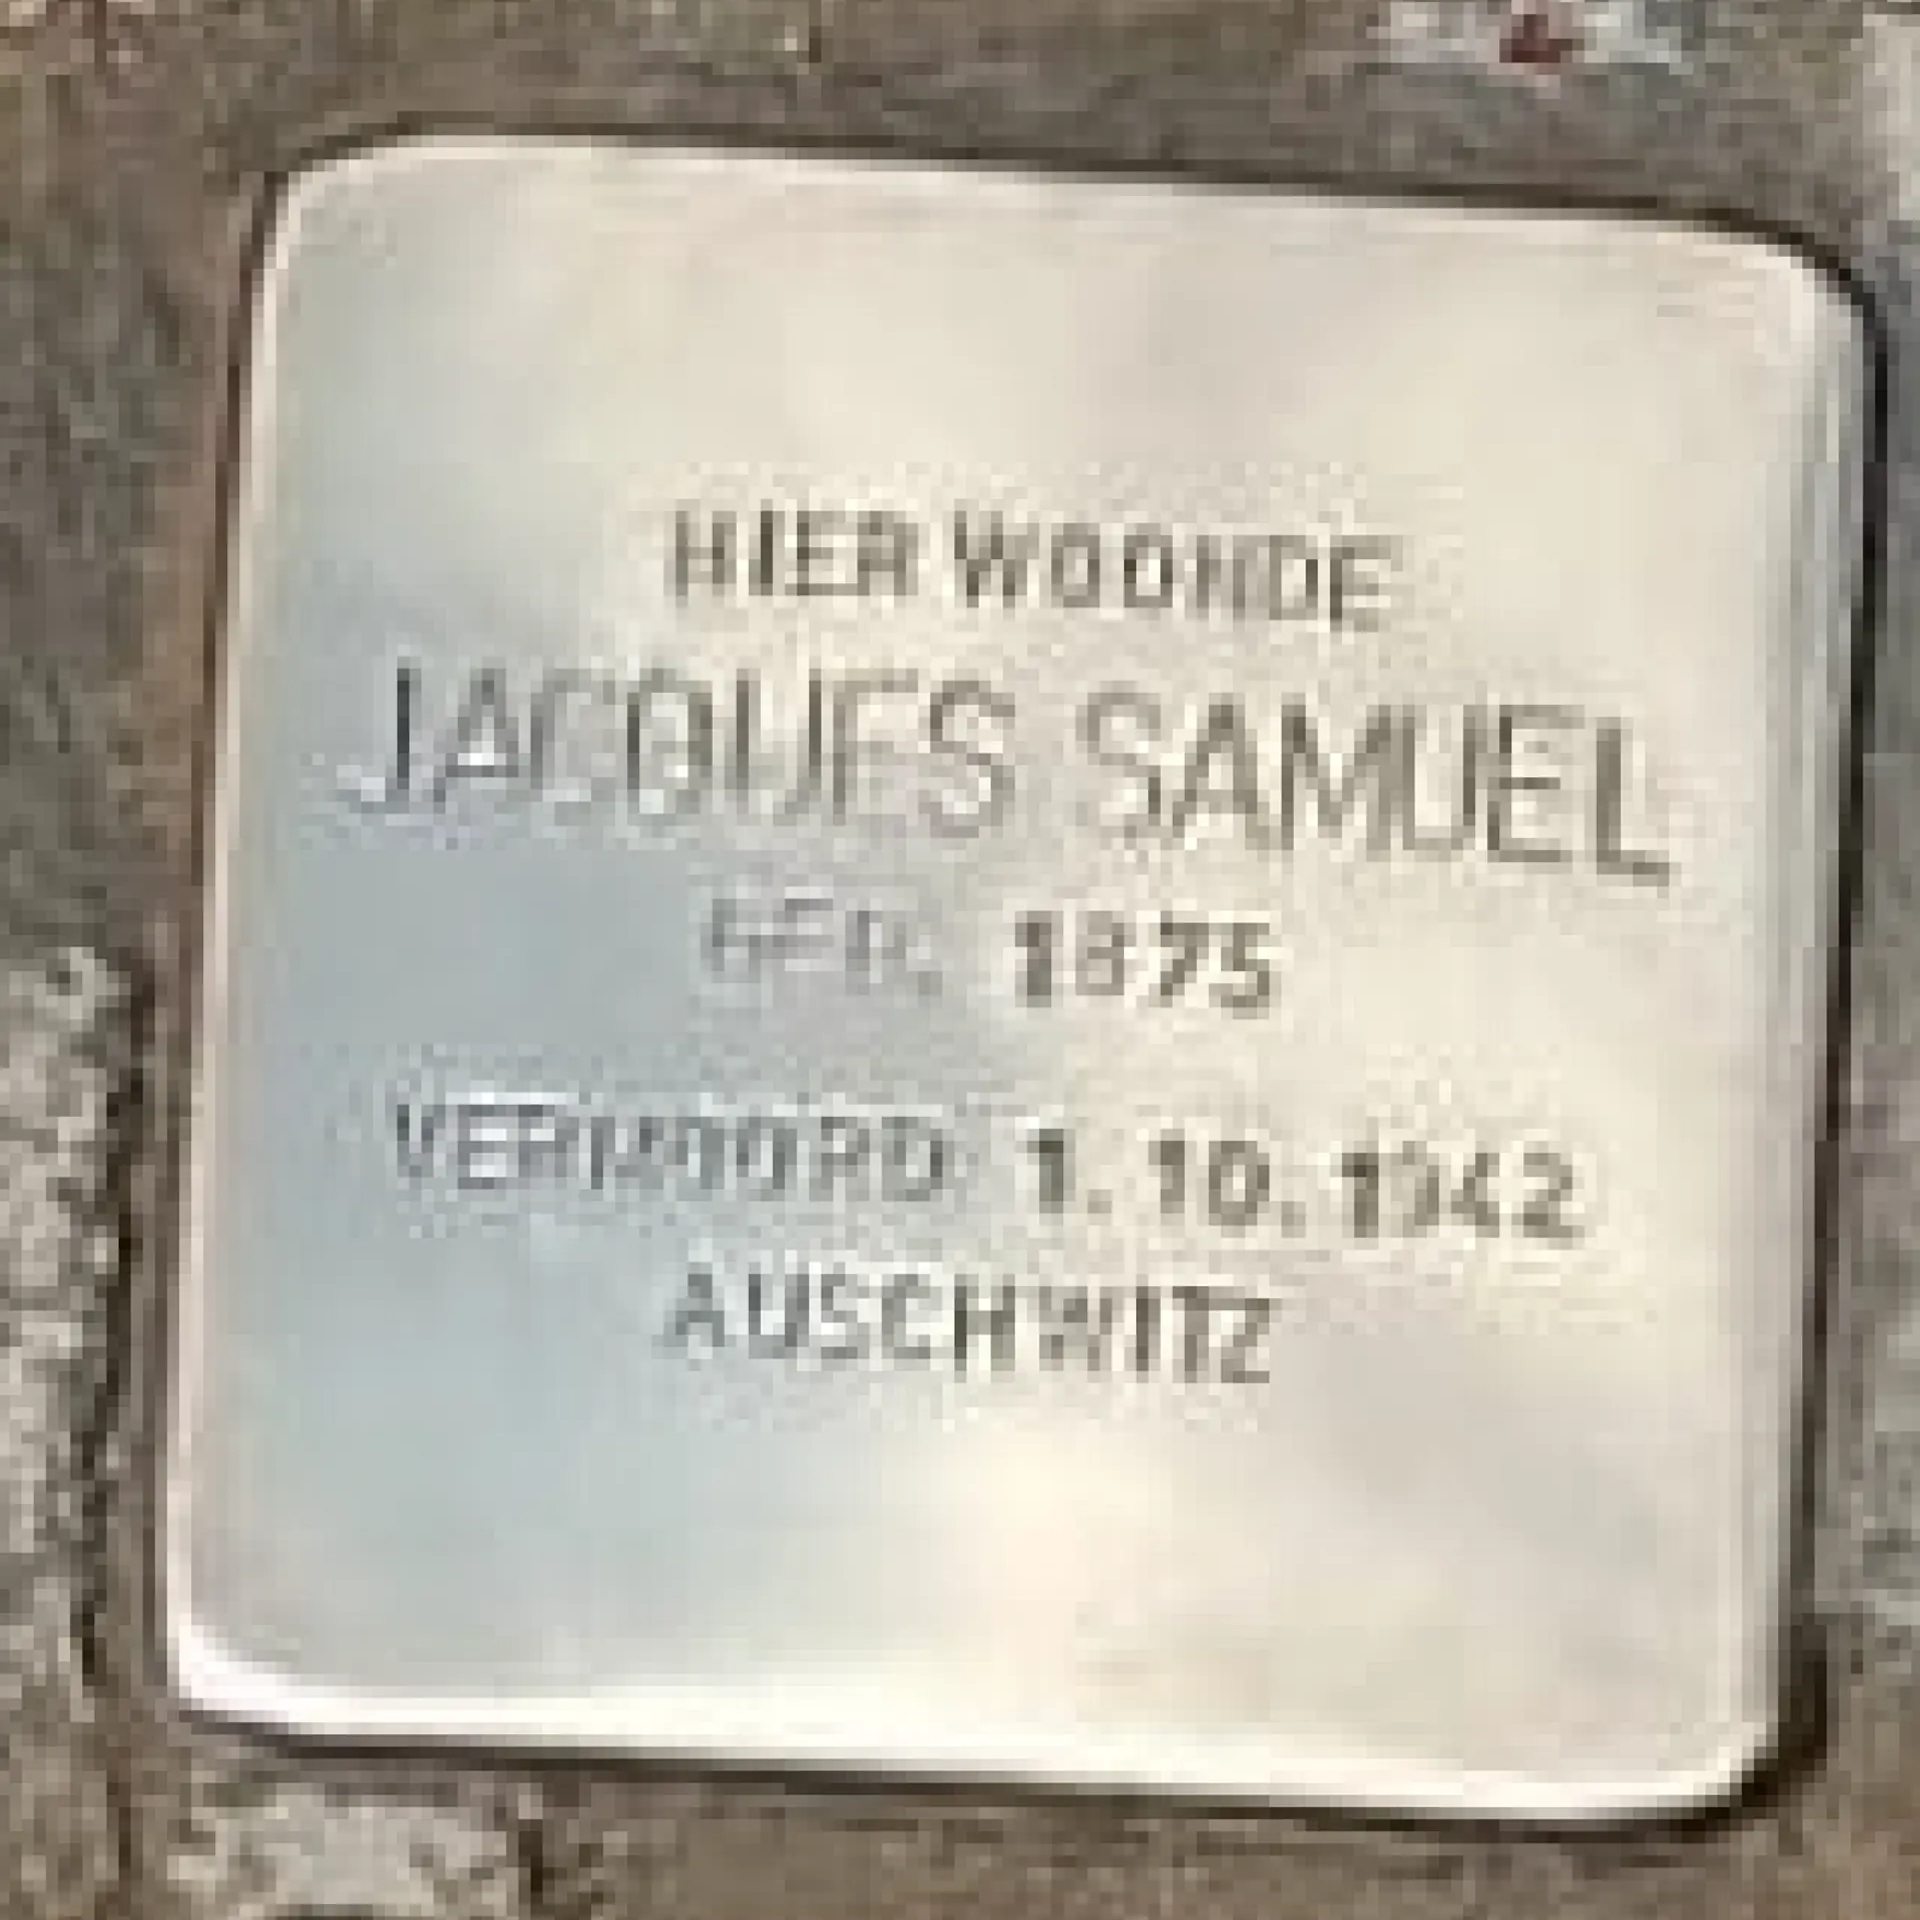 HIER WOONDE
JACQUES SAMUEL
GEB. 1875
VERMOORD 1.10.1942
AUSCHWITZ